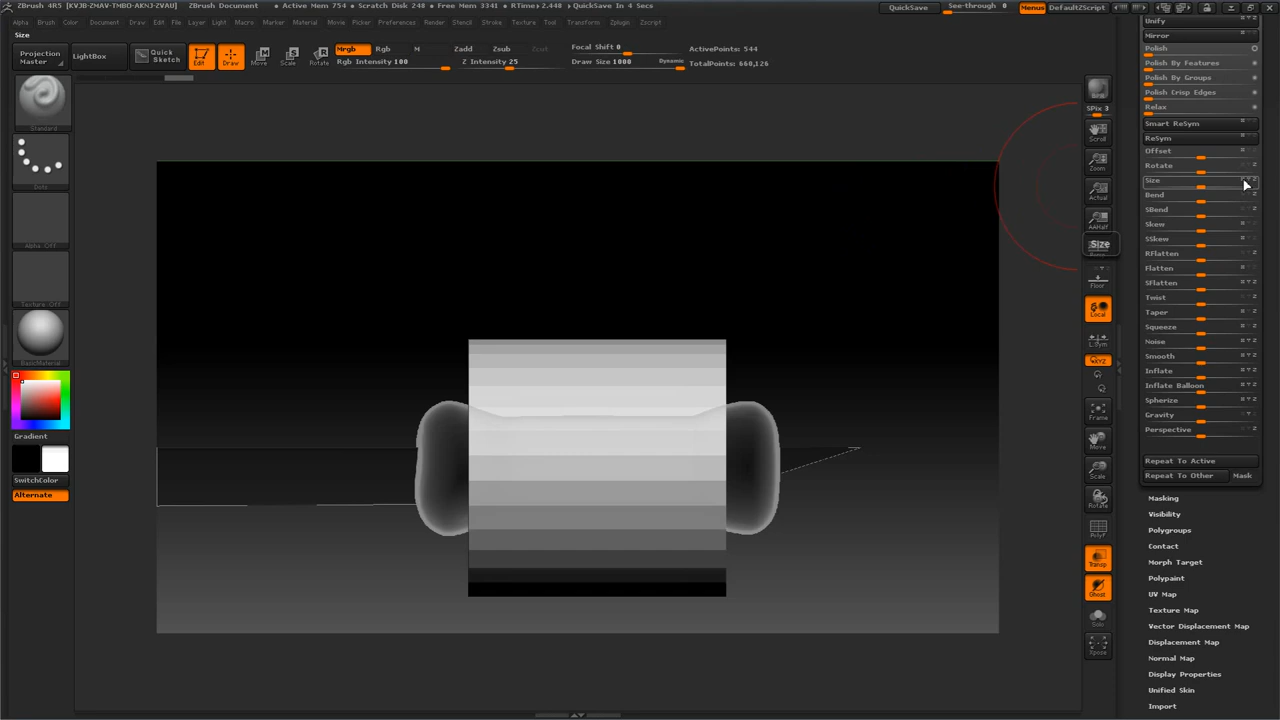 ZBrush 4R5 [KVJB-ZHAV-TMBO-AKNJ-ZVAU] ZBrush Document • Active Mem 754 • Scratch Disk 248 • Free Mem 3341 • RTime▸2.448 • QuickSave In 4 Secs QuickSave See-through 0 Menus DefaultZScript
Alpha Brush Color Document Draw Edit File Layer Light Macro Marker Material Movie Picker Preferences Render Stencil Stroke Texture Tool Transform Zplugin Zscript
Size
Projection Master
LightBox
Quick Sketch
Edit
Draw
Move
Scale
Rotate
Mrgb Rgb M
Rgb Intensity 100
Zadd Zsub
Z Intensity 25
Focal Shift 0
Draw Size 1000
Dynamic
ActivePoints: 544
TotalPoints: 660,126
Standard
Dots
Alpha Off
Texture Off
BasicMaterial
Gradient
SwitchColor
Alternate
SPix 3
Scroll
Zoom
Actual
AAHalf
Size
Floor
Local
L.Sym
XYZ
Frame
Move
Scale
Rotate
PolyF
Transp
Ghost
Solo
Xpose
Unify
Mirror
Polish
Polish By Features
Polish By Groups
Polish Crisp Edges
Relax
Smart ReSym
ReSym
Offset
Rotate
Size
Bend
SBend
Skew
SSkew
RFlatten
Flatten
SFlatten
Twist
Taper
Squeeze
Noise
Smooth
Inflate
Inflate Balloon
Spherize
Gravity
Perspective
Repeat To Active
Repeat To Other Mask
Masking
Visibility
Polygroups
Contact
Morph Target
Polypaint
UV Map
Texture Map
Vector Displacement Map
Displacement Map
Normal Map
Display Properties
Unified Skin
Import